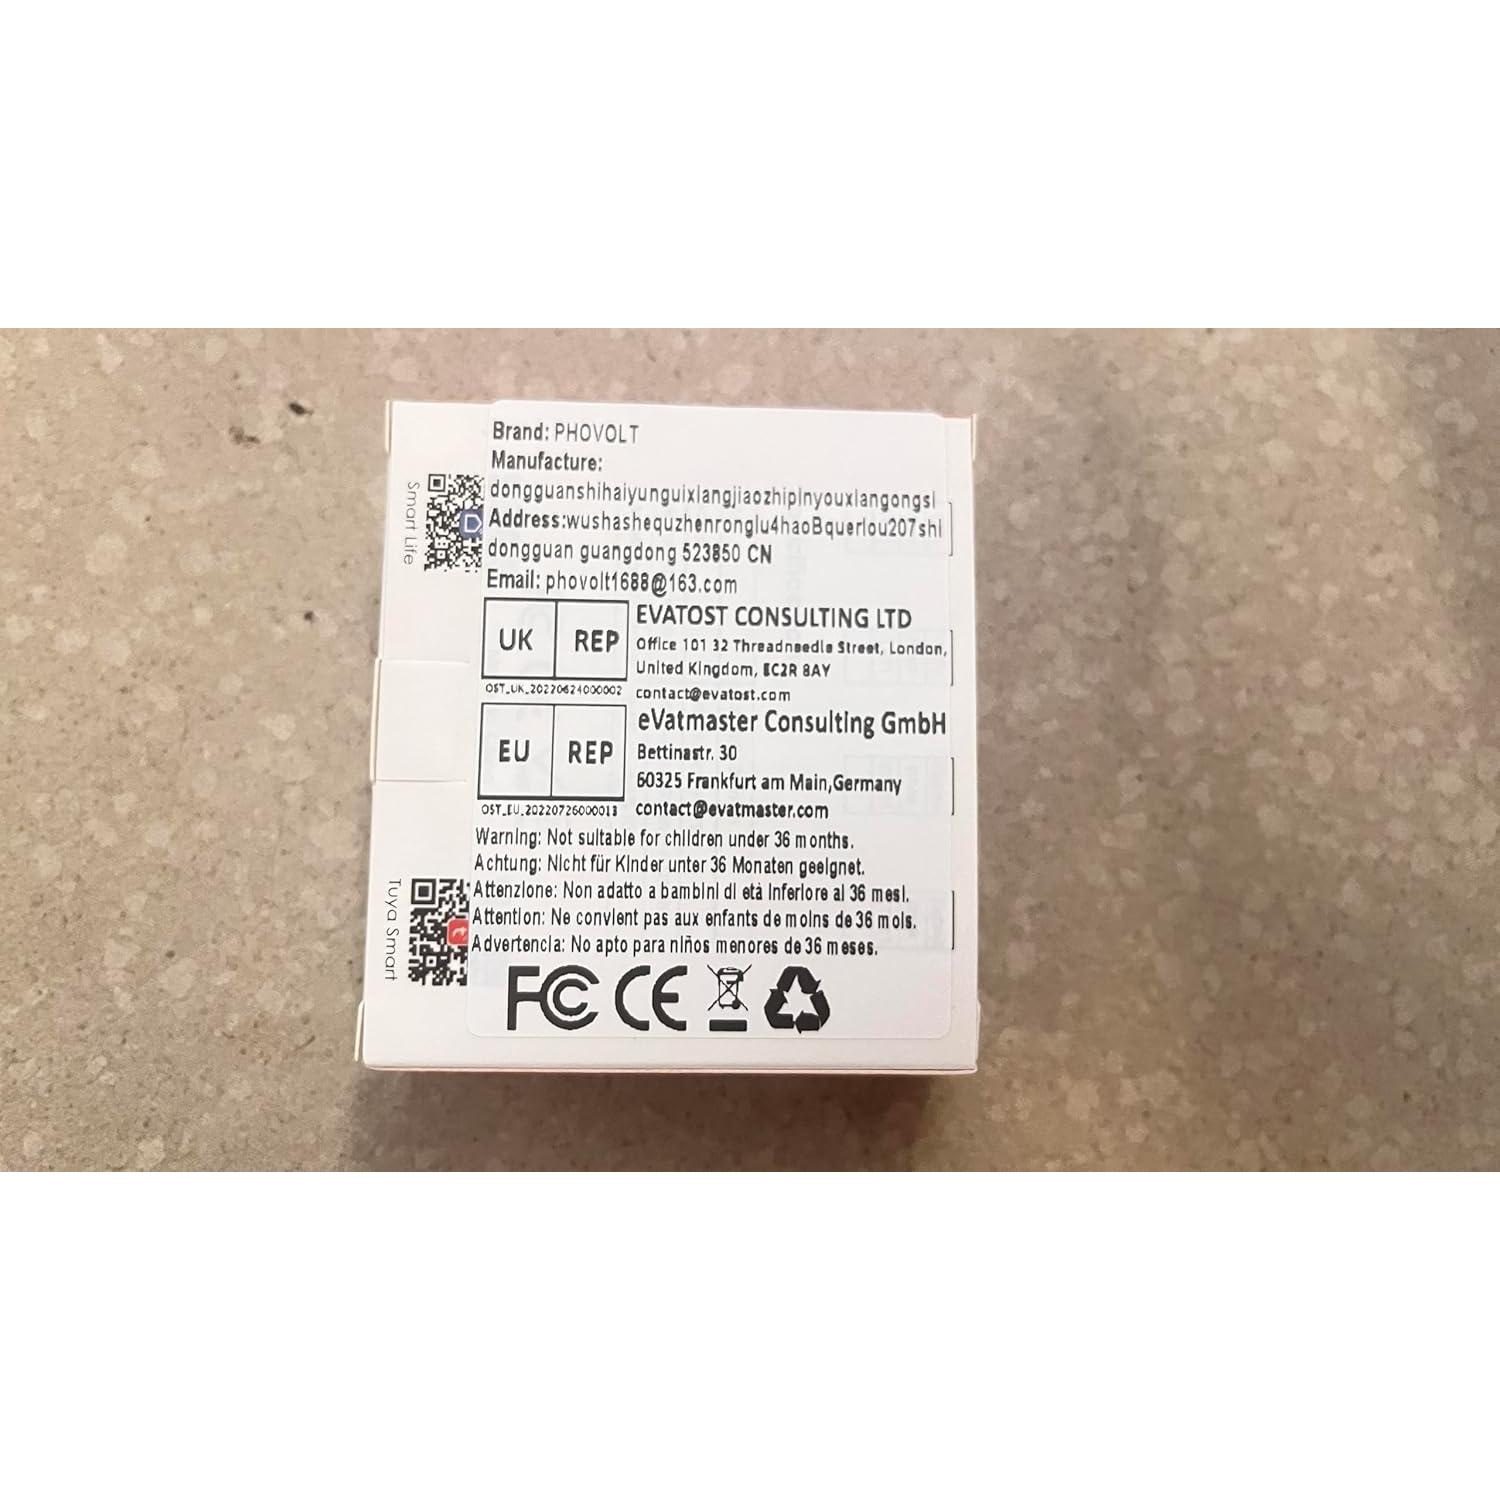 Brand: PHOVOLT
Manufacture:
dongguanshihaiyunguixiangjiaozhipinyouxiangongsi
Address:wushashequzhenronglu4haoBquerlou207shi
dongguan guangdong 523850 CN
Email: phovolt1688@163.com
UK REP
OST_UK_20220624000002
EVATOST CONSULTING LTD
Office 101 32 Threadneedle Street, London,
United Kingdom, EC2R 8AY
contact@evatost.com
EU REP
OST_EU_20220726000013
eVatmaster Consulting GmbH
Bettinastr. 30
60325 Frankfurt am Main,Germany
contact@evatmaster.com
Warning: Not suitable for children under 36 months.
Achtung: Nicht für Kinder unter 36 Monaten geeignet.
Attenzione: Non adatto a bambini di età inferiore ai 36 mesi.
Attention: Ne convient pas aux enfants de moins de 36 mois.
Advertencia: No apto para niños menores de 36 meses.
FC CE
Smart Life
Tuya Smart